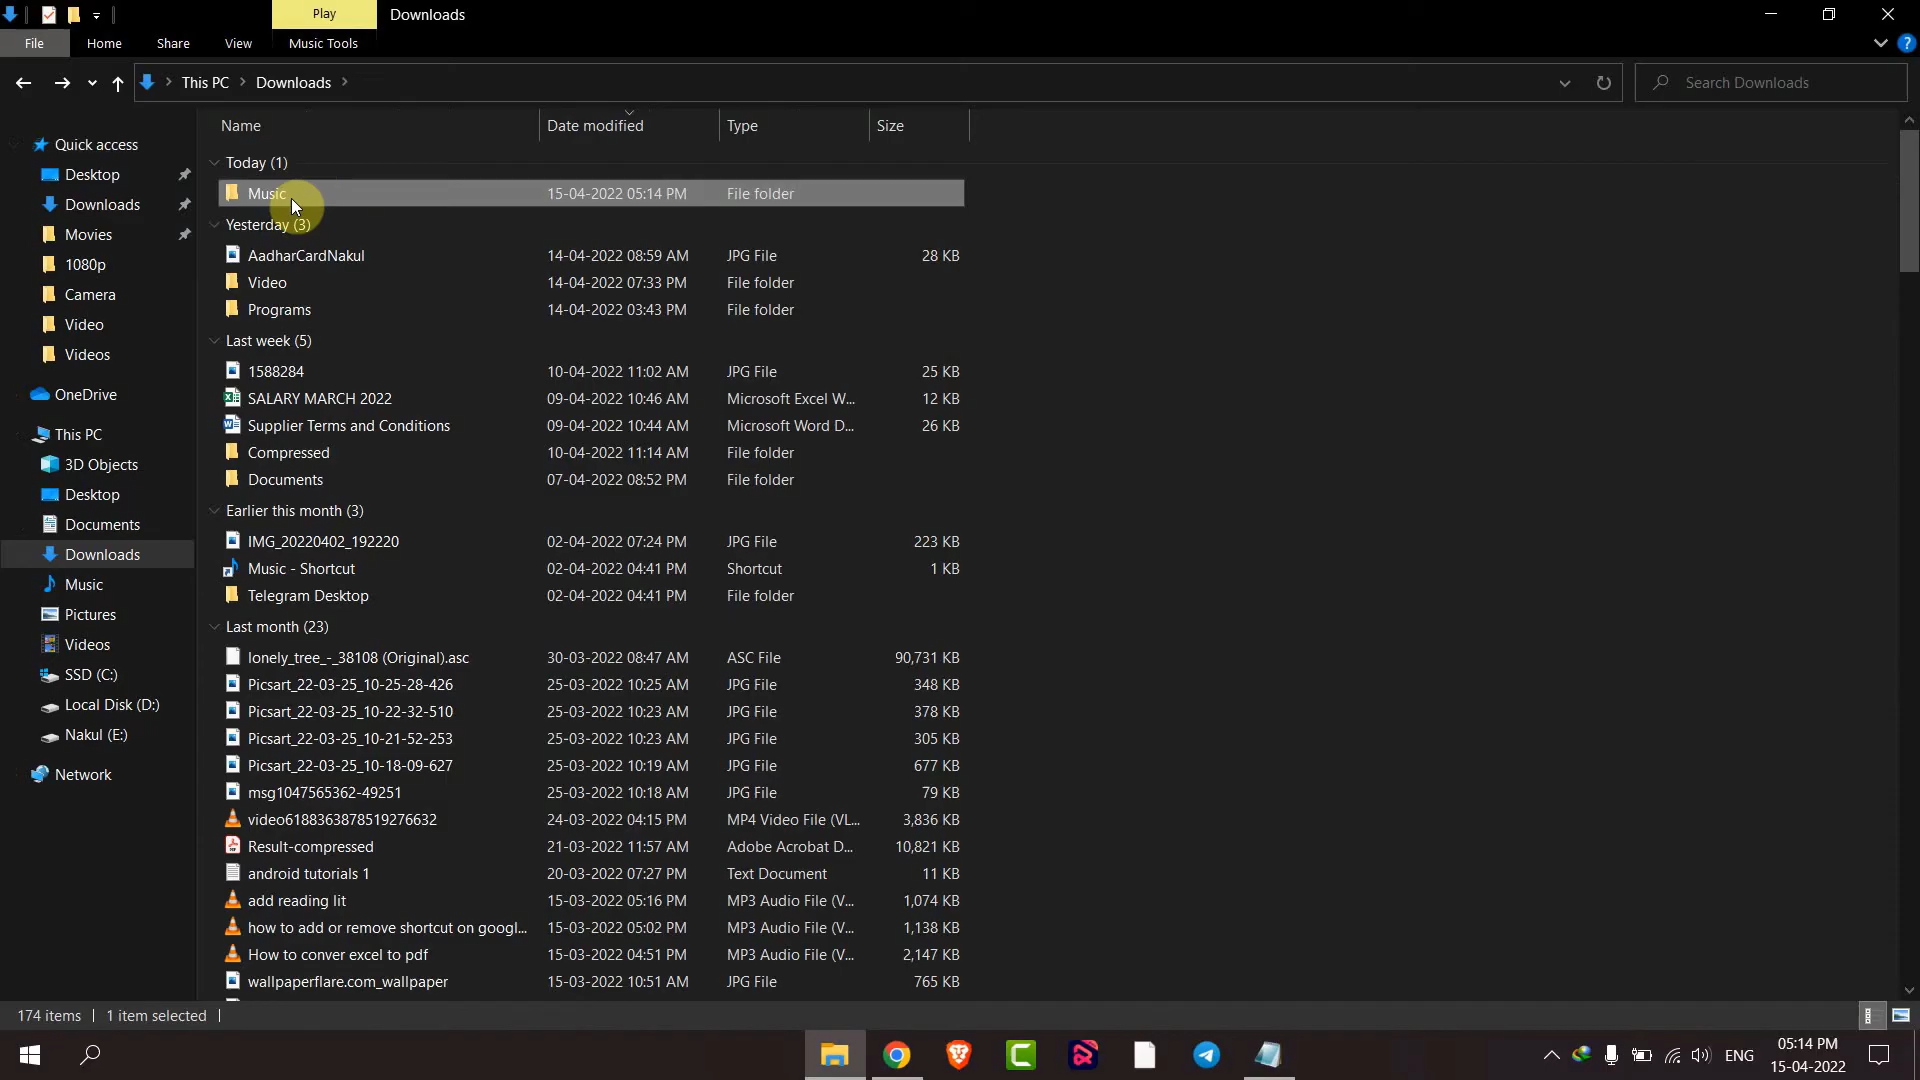 Play
Downloads
File
Home
Share
View
Music Tools
This PC
Downloads
Search Downloads
Name
Date modified
Type
Size
Quick access
Desktop
Downloads
Movies
1080p
Camera
Video
Videos
OneDrive
This PC
3D Objects
Desktop
Documents
Downloads
Music
Pictures
Videos
SSD (C:)
Local Disk (D:)
Nakul (E:)
Network
Today (1)
Music 15-04-2022 05:14 PM File folder
Yesterday (3)
AadharCardNakul 14-04-2022 08:59 AM JPG File 28 KB
Video 14-04-2022 07:33 PM File folder
Programs 14-04-2022 03:43 PM File folder
Last week (5)
1588284 10-04-2022 11:02 AM JPG File 25 KB
SALARY MARCH 2022 09-04-2022 10:46 AM Microsoft Excel W... 12 KB
Supplier Terms and Conditions 09-04-2022 10:44 AM Microsoft Word D... 26 KB
Compressed 10-04-2022 11:14 AM File folder
Documents 07-04-2022 08:52 PM File folder
Earlier this month (3)
IMG_20220402_192220 02-04-2022 07:24 PM JPG File 223 KB
Music - Shortcut 02-04-2022 04:41 PM Shortcut 1 KB
Telegram Desktop 02-04-2022 04:41 PM File folder
Last month (23)
lonely_tree_-_38108 (Original).asc 30-03-2022 08:47 AM ASC File 90,731 KB
Picsart_22-03-25_10-25-28-426 25-03-2022 10:25 AM JPG File 348 KB
Picsart_22-03-25_10-22-32-510 25-03-2022 10:23 AM JPG File 378 KB
Picsart_22-03-25_10-21-52-253 25-03-2022 10:23 AM JPG File 305 KB
Picsart_22-03-25_10-18-09-627 25-03-2022 10:19 AM JPG File 677 KB
msg1047565362-49251 25-03-2022 10:18 AM JPG File 79 KB
video6188363878519276632 24-03-2022 04:15 PM MP4 Video File (VL... 3,836 KB
Result-compressed 21-03-2022 11:57 AM Adobe Acrobat D... 10,821 KB
android tutorials 1 20-03-2022 07:27 PM Text Document 11 KB
add reading lit 15-03-2022 05:16 PM MP3 Audio File (V... 1,074 KB
how to add or remove shortcut on googl... 15-03-2022 05:02 PM MP3 Audio File (V... 1,138 KB
How to conver excel to pdf 15-03-2022 04:51 PM MP3 Audio File (V... 2,147 KB
wallpaperflare.com_wallpaper 15-03-2022 10:51 AM JPG File 765 KB
174 items
1 item selected
ENG
05:14 PM
15-04-2022